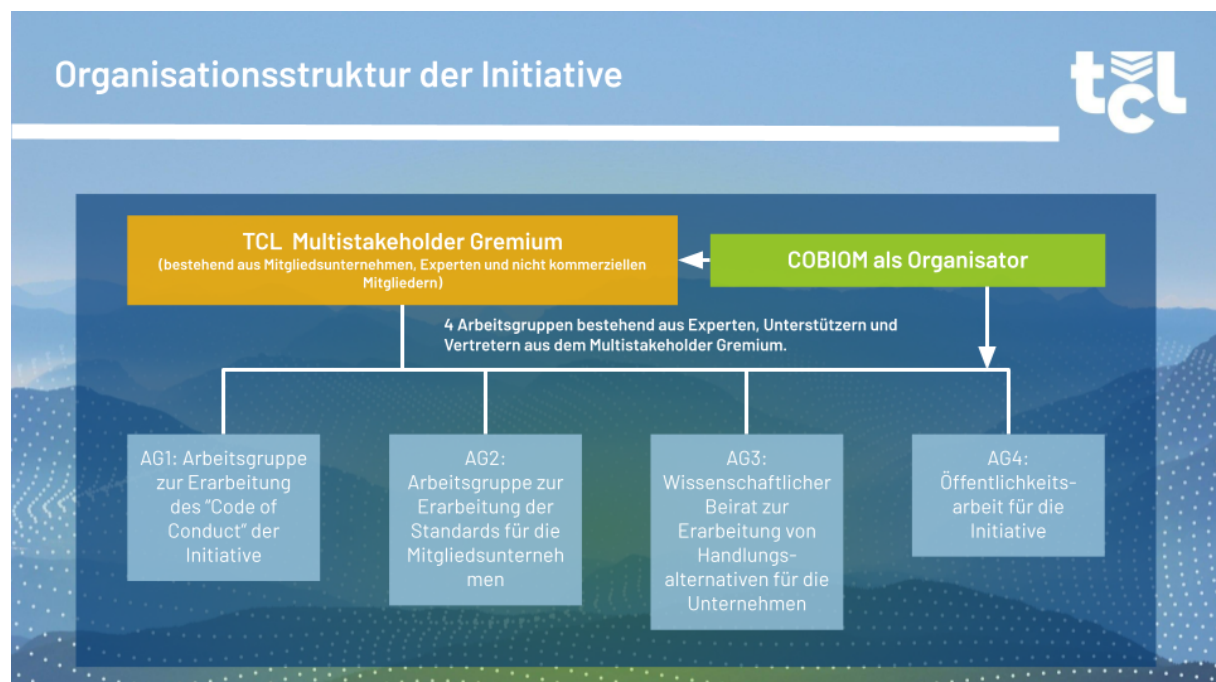 Organisationsstruktur der Initiative
tcl
TCL Multistakeholder Gremium
(bestehend aus Mitgliedsunternehmen, Experten und nicht kommerziellen
Mitgliedern)
COBIOM als Organisator
4 Arbeitsgruppen bestehend aus Experten, Unterstützern und
Vertretern aus dem Multistakeholder Gremium.
AG1: Arbeitsgruppe
zur Erarbeitung
des "Code of
Conduct" der
Initiative
AG2:
Arbeitsgruppe zur
Erarbeitung der
Standards für die
Mitgliedsunterneh
men
AG3:
Wissenschaftlicher
Beirat zur
Erarbeitung von
Handlungs-
alternativen für die
Unternehmen
AG4:
Öffentlichkeits-
arbeit für die
Initiative